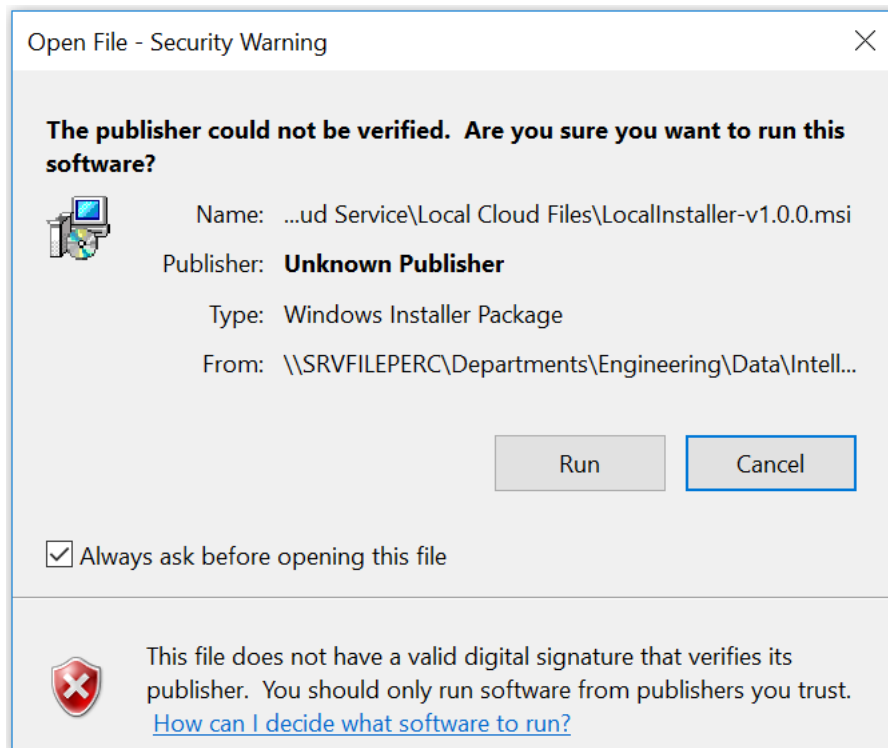 Open File - Security Warning
The publisher could not be verified.  Are you sure you want to run this
software?
Name: ...ud Service\Local Cloud Files\LocalInstaller-v1.0.0.msi
Publisher: Unknown Publisher
Type: Windows Installer Package
From: \\SRVFILEPERC\Departments\Engineering\Data\Intell...
Run Cancel
Always ask before opening this file
This file does not have a valid digital signature that verifies its
publisher.  You should only run software from publishers you trust.
How can I decide what software to run?